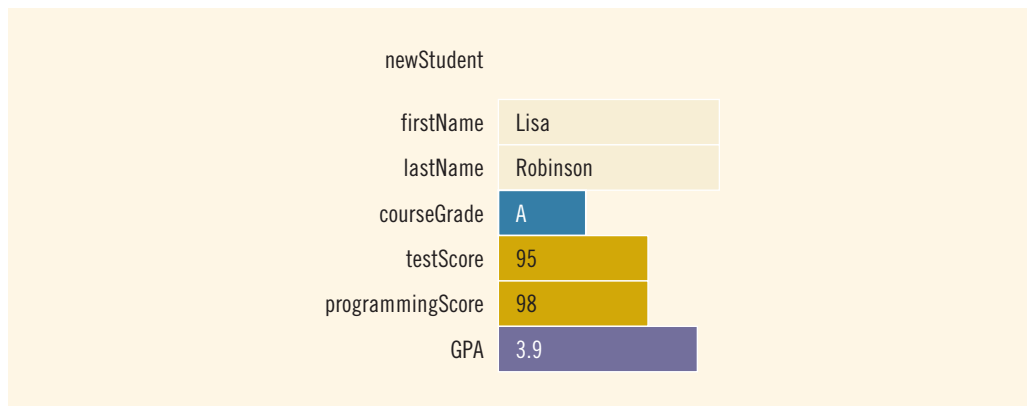 newStudent
firstName Lisa
lastName Robinson
courseGrade A
testScore 95
programmingScore 98
GPA 3.9